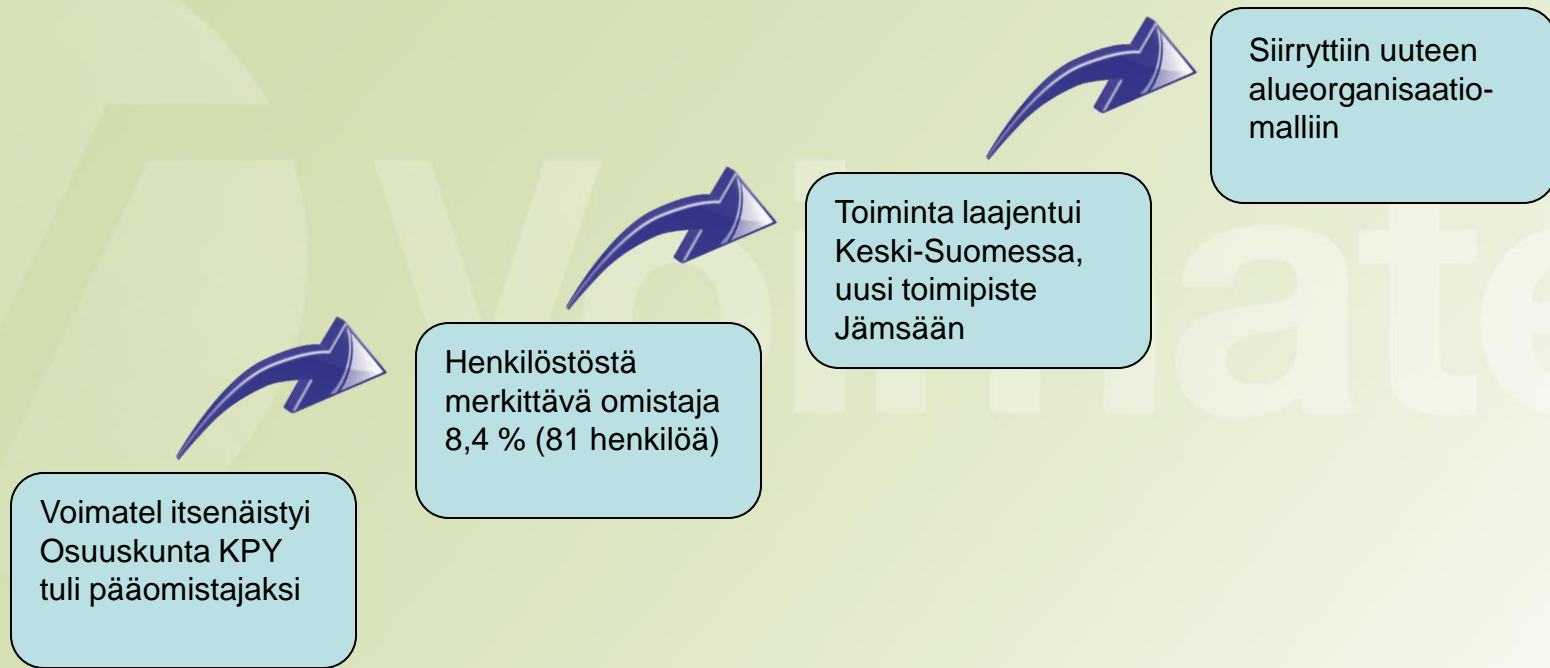 Siirryttiin uuteen
alueorganisaatio-
malliin
Toiminta laajentui
Keski-Suomessa,
uusi toimipiste
Jämsään
Henkilöstöstä
merkittävä omistaja
8,4 % (81 henkilöä)
Voimatel itsenäistyi
Osuuskunta KPY
tuli pääomistajaksi